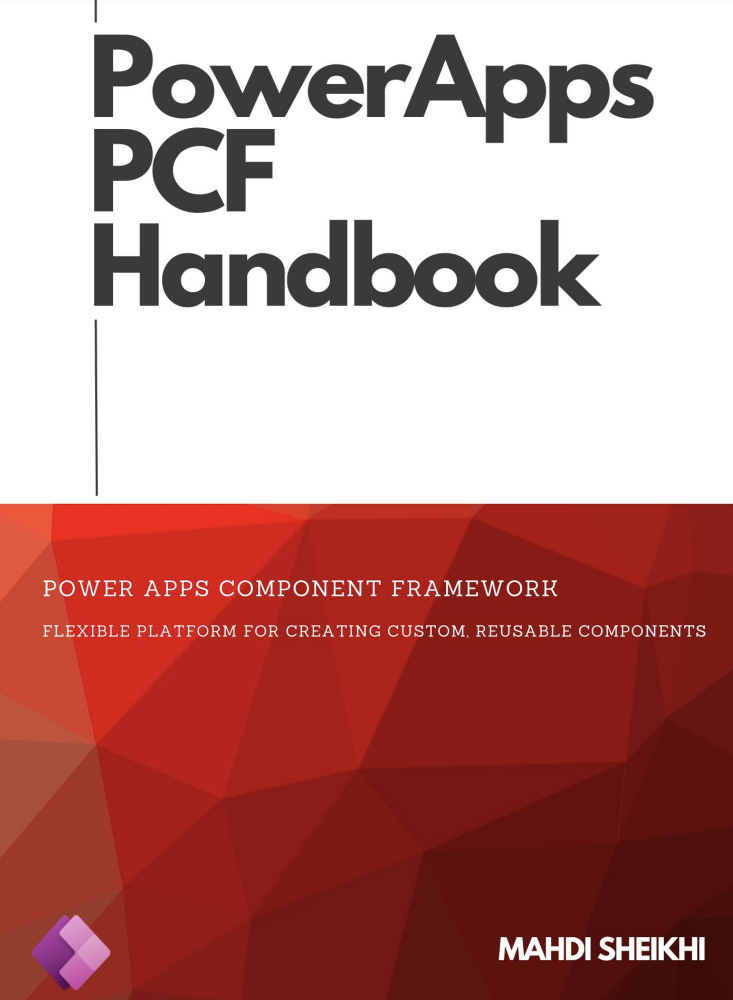 PowerApps
PCF
Handbook
POWER APPS COMPONENT FRAMEWORK
FLEXIBLE PLATFORM FOR CREATING CUSTOM, REUSABLE COMPONENTS
MAHDI SHEIKHI